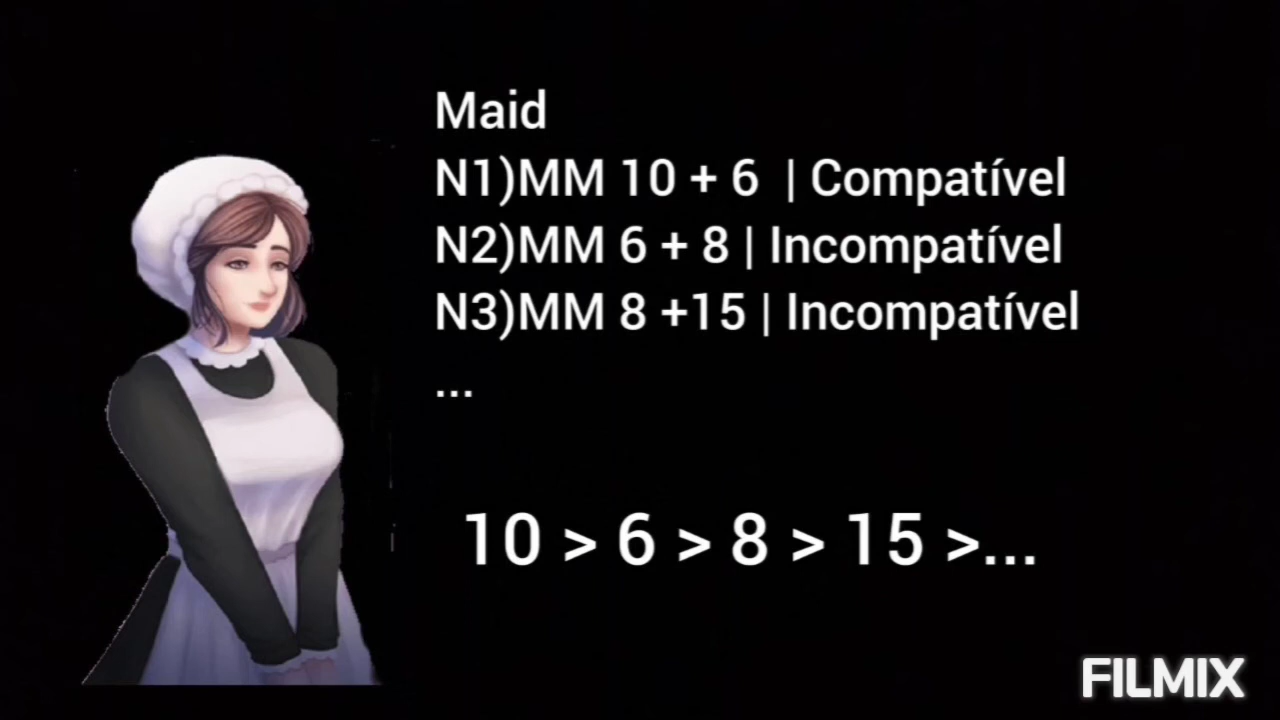 Maid
N1)MM 10 + 6 | Compatível
N2)MM 6 + 8 | Incompatível
N3)MM 8 +15 | Incompatível
...
10 > 6 > 8 > 15 >...
FILMIX